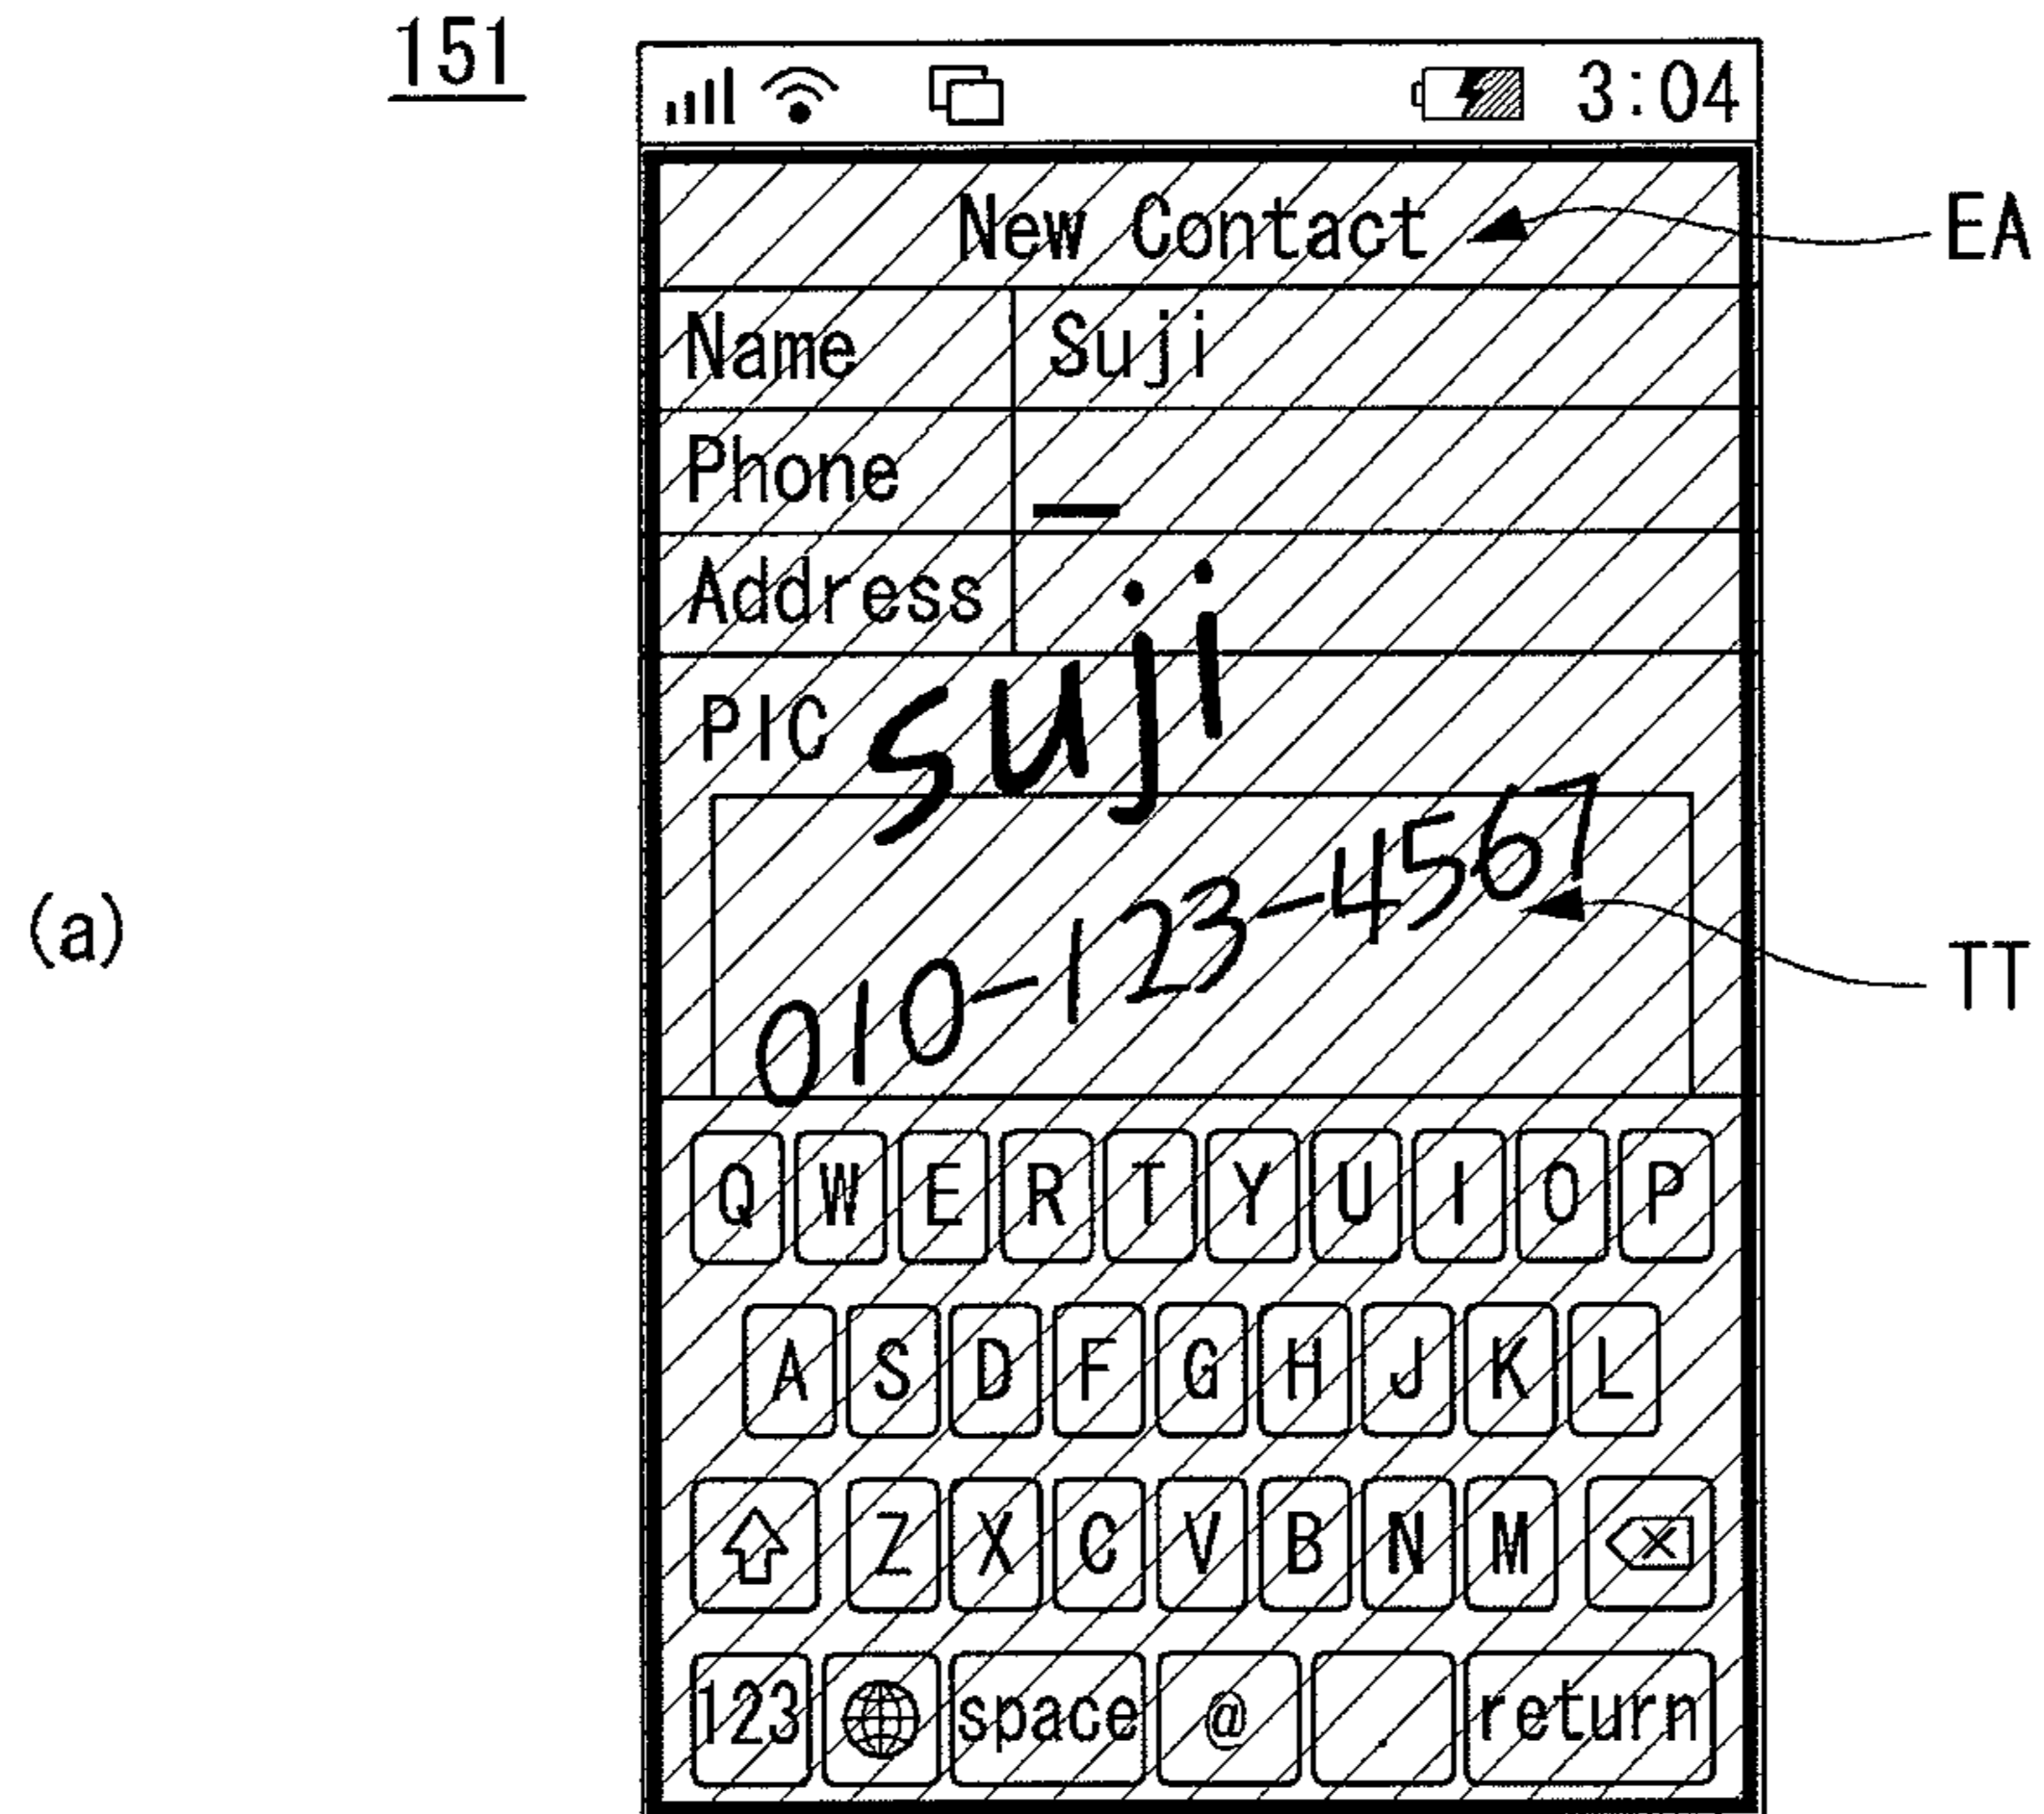 151
3:04
New Contact
EA
Name Suji
Phone _
Address
PIC suji
010-123-4567
(a)
TT
Q W E R T Y U I O P
A S D F G H J K L
Z X C V B N M
123 space @ . return